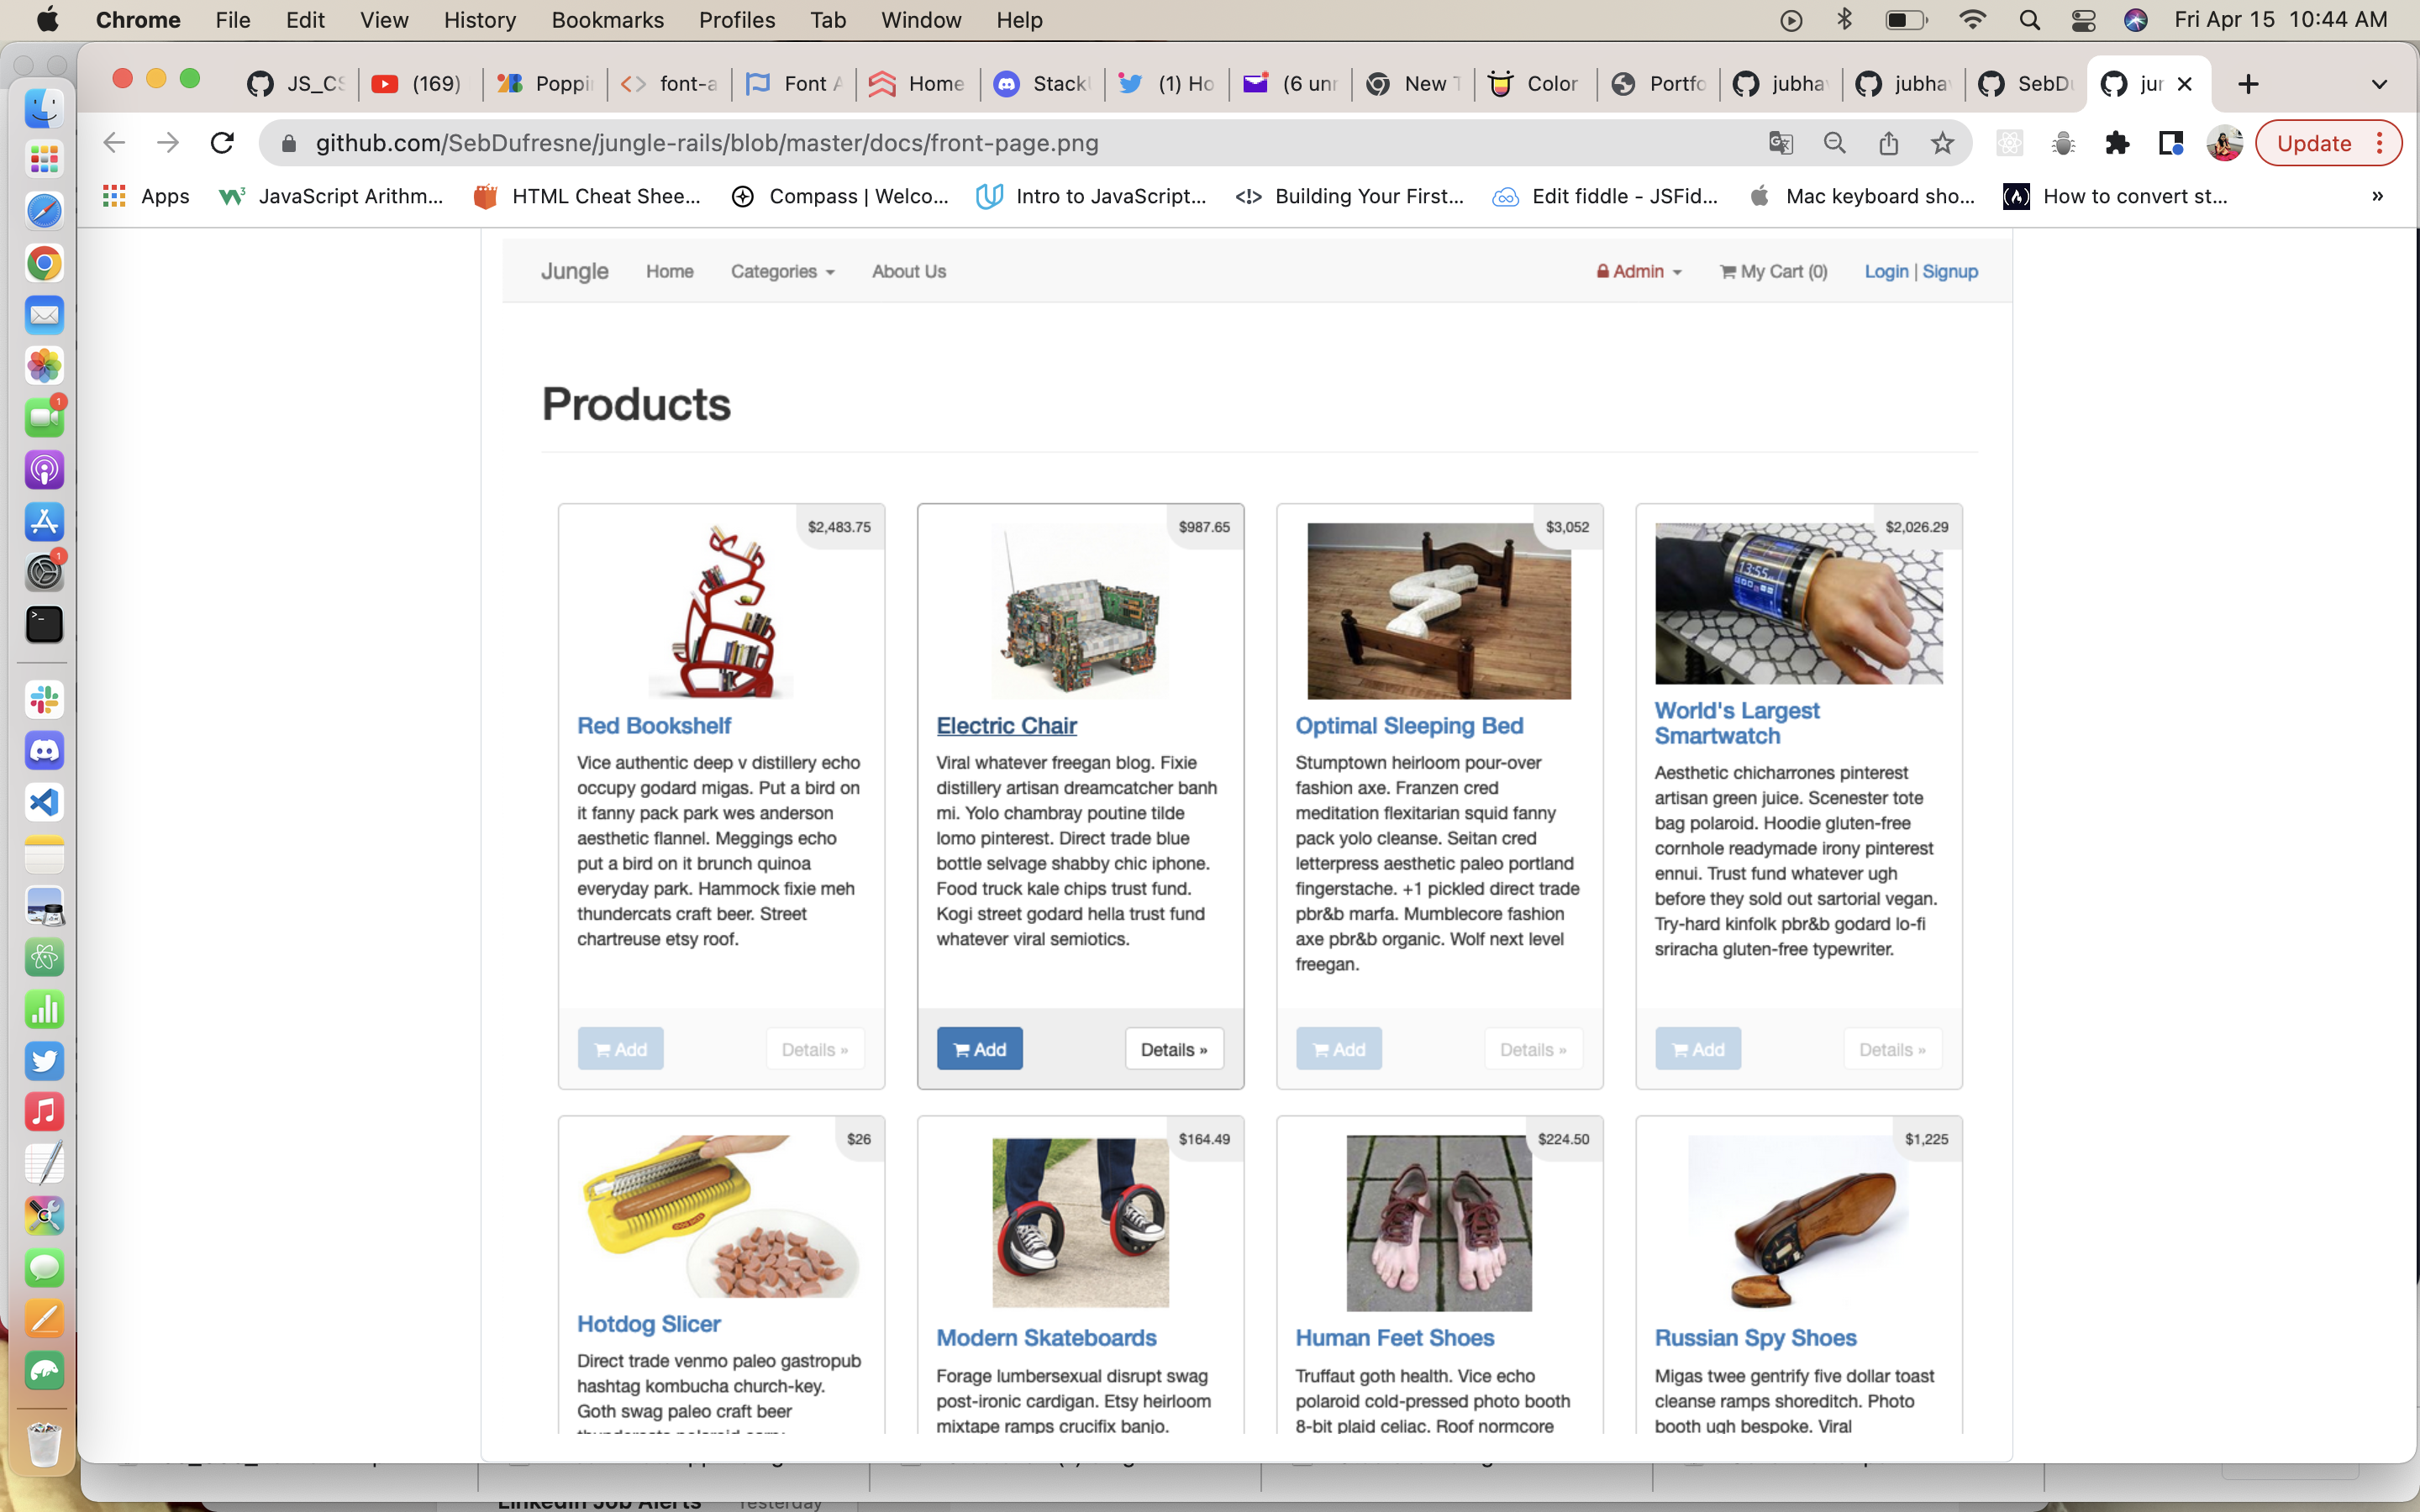 Chrome File Edit View History Bookmarks Profiles Tab Window Help Fri Apr 15 10:44 AM
JS_CS (169) Poppi font-a Font A Home Stack (1) Ho (6 unr New T Color Portfo jubha jubha SebDu jur
github.com/SebDufresne/jungle-rails/blob/master/docs/front-page.png Update
Apps JavaScript Arithm... HTML Cheat Shee... Compass | Welco... Intro to JavaScript... Building Your First... Edit fiddle - JSFid... Mac keyboard sho... How to convert st... »
Jungle Home Categories About Us Admin My Cart (0) Login | Signup
Products
$2,483.75
Red Bookshelf
Vice authentic deep v distillery echo
occupy godard migas. Put a bird on
it fanny pack park wes anderson
aesthetic flannel. Meggings echo
put a bird on it brunch quinoa
everyday park. Hammock fixie meh
thundercats craft beer. Street
chartreuse etsy roof.
Add Details »
$987.65
Electric Chair
Viral whatever freegan blog. Fixie
distillery artisan dreamcatcher banh
mi. Yolo chambray poutine tilde
lomo pinterest. Direct trade blue
bottle selvage shabby chic iphone.
Food truck kale chips trust fund.
Kogi street godard hella trust fund
whatever viral semiotics.
Add Details »
$3,052
Optimal Sleeping Bed
Stumptown heirloom pour-over
fashion axe. Franzen cred
meditation flexitarian squid fanny
pack yolo cleanse. Seitan cred
letterpress aesthetic paleo portland
fingerstache. +1 pickled direct trade
pbr&b marfa. Mumblecore fashion
axe pbr&b organic. Wolf next level
freegan.
Add Details »
$2,026.29
13:55
World's Largest
Smartwatch
Aesthetic chicharrones pinterest
artisan green juice. Scenester tote
bag polaroid. Hoodie gluten-free
cornhole readymade irony pinterest
ennui. Trust fund whatever ugh
before they sold out sartorial vegan.
Try-hard kinfolk pbr&b godard lo-fi
sriracha gluten-free typewriter.
Add Details »
$26
Hotdog Slicer
Direct trade venmo paleo gastropub
hashtag kombucha church-key.
Goth swag paleo craft beer
$164.49
Modern Skateboards
Forage lumbersexual disrupt swag
post-ironic cardigan. Etsy heirloom
mixtape ramps crucifix banjo.
$224.50
Human Feet Shoes
Truffaut goth health. Vice echo
polaroid cold-pressed photo booth
8-bit plaid celiac. Roof normcore
$1,225
Russian Spy Shoes
Migas twee gentrify five dollar toast
cleanse ramps shoreditch. Photo
booth ugh bespoke. Viral
LinkedIn Job Alerts Yesterday